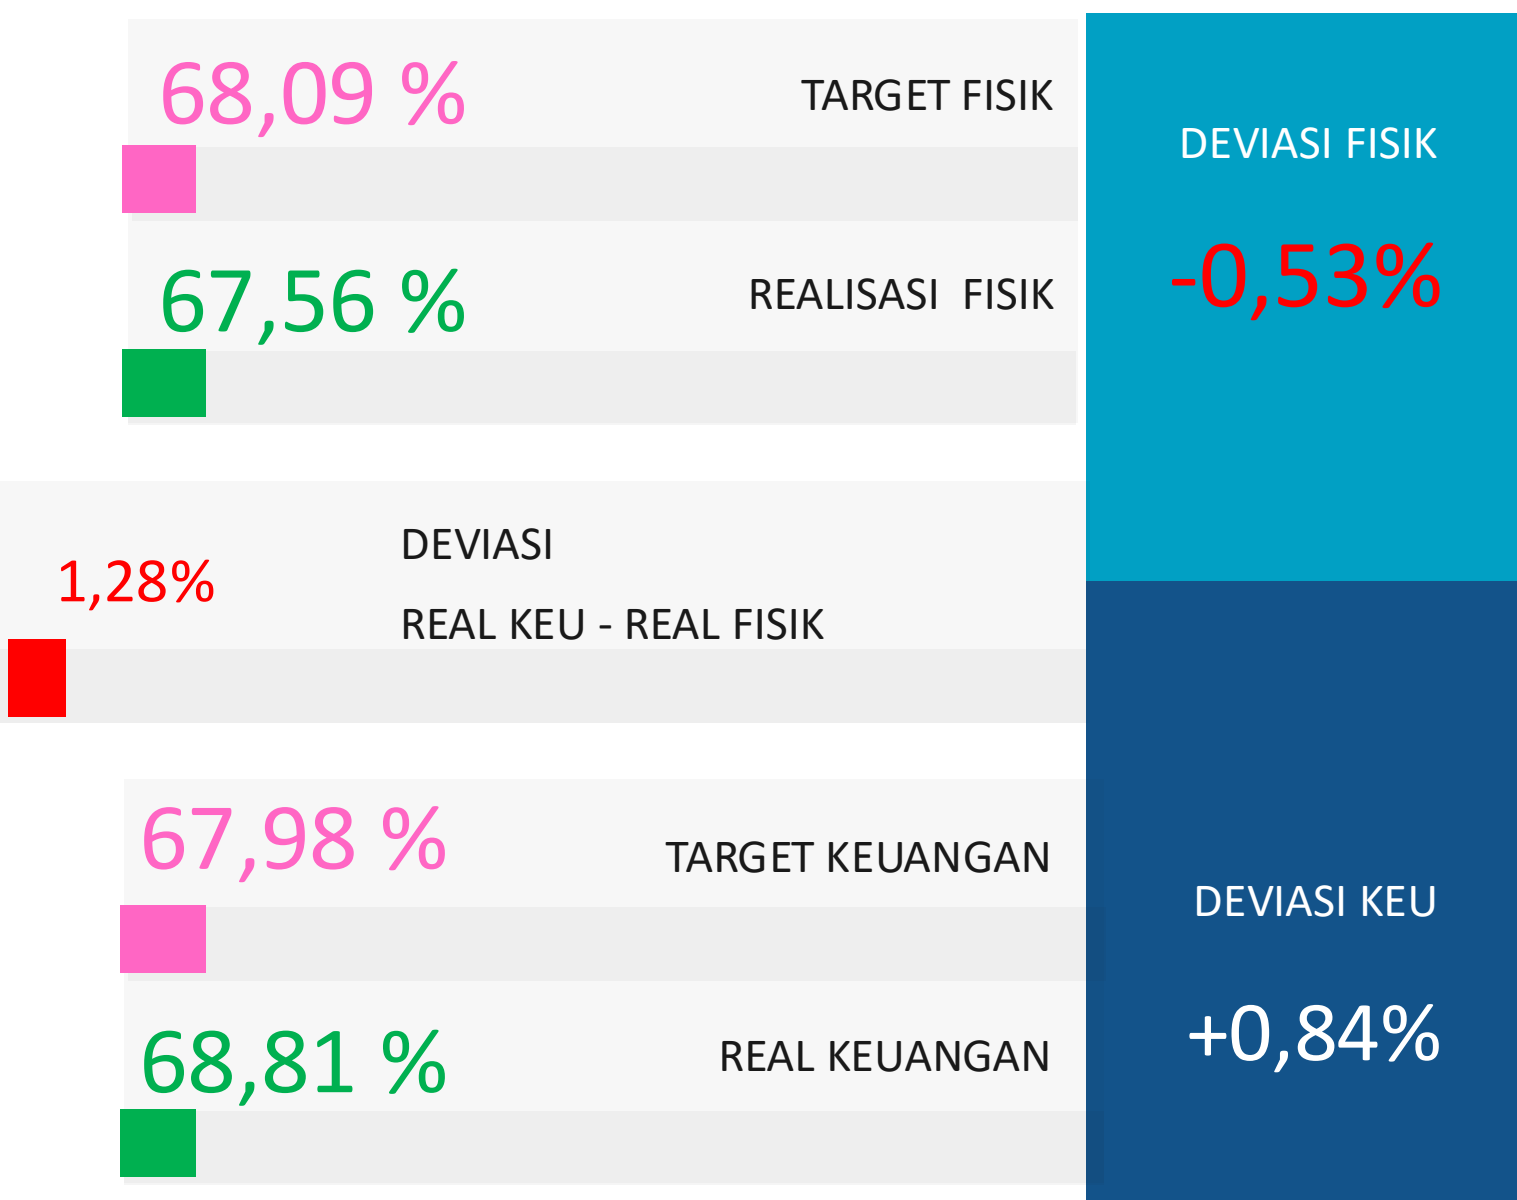 68,09 %
TARGET FISIK
67,56 %
REALISASI  FISIK
DEVIASI FISIK
-0,53%
1,28%
DEVIASI
REAL KEU - REAL FISIK
67,98 %
TARGET KEUANGAN
68,81 %
REAL KEUANGAN
DEVIASI KEU
+0,84%